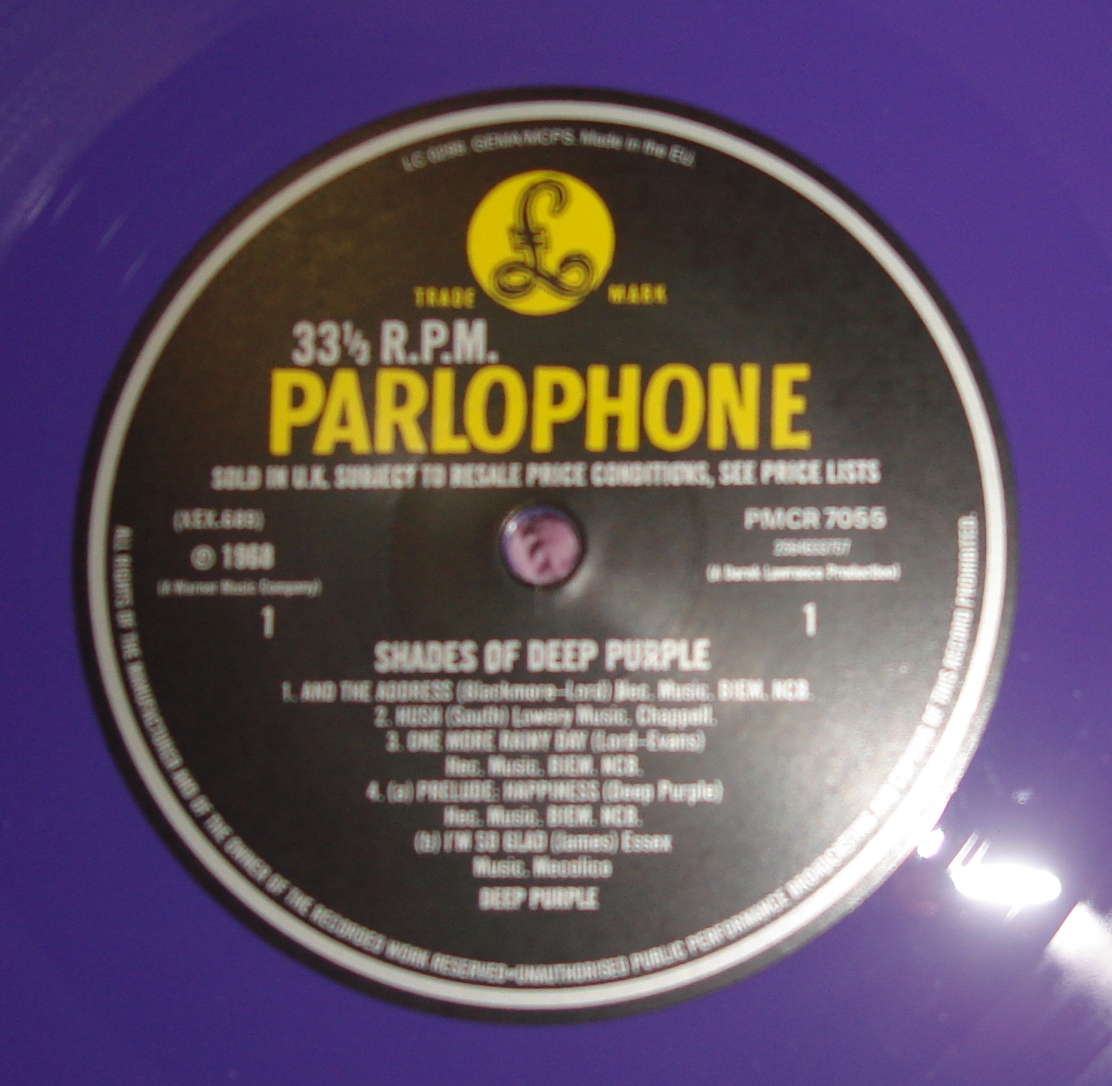 LC 0299. GEMA/MCPS. Made in the EU.
£
TRADE MARK
33⅓ R.P.M.
PARLOPHONE
SOLD IN U.K. SUBJECT TO RESALE PRICE CONDITIONS, SEE PRICE LISTS
(XEX.689)
PMCR 7055
℗ 1968
(A Warner Music Company)
(A Derek Lawrence Production)
1
1
SHADES OF DEEP PURPLE
1. AND THE ADDRESS (Blackmore–Lord) Hec. Music. BIEM. NCB.
2. HUSH (South) Lowery Music. Chappell.
3. ONE MORE RAINY DAY (Lord–Evans)
Hec. Music. BIEM. NCB.
4. (a) PRELUDE: HAPPINESS (Deep Purple)
Hec. Music. BIEM. NCB.
(b) I'M SO GLAD (James) Essex
Music. Mecolico
DEEP PURPLE
ALL RIGHTS OF THE MANUFACTURER AND OF THE OWNER OF THE RECORDED WORK RESERVED–UNAUTHORISED PUBLIC PERFORMANCE BROADCASTING AND COPYING OF THIS RECORD PROHIBITED.